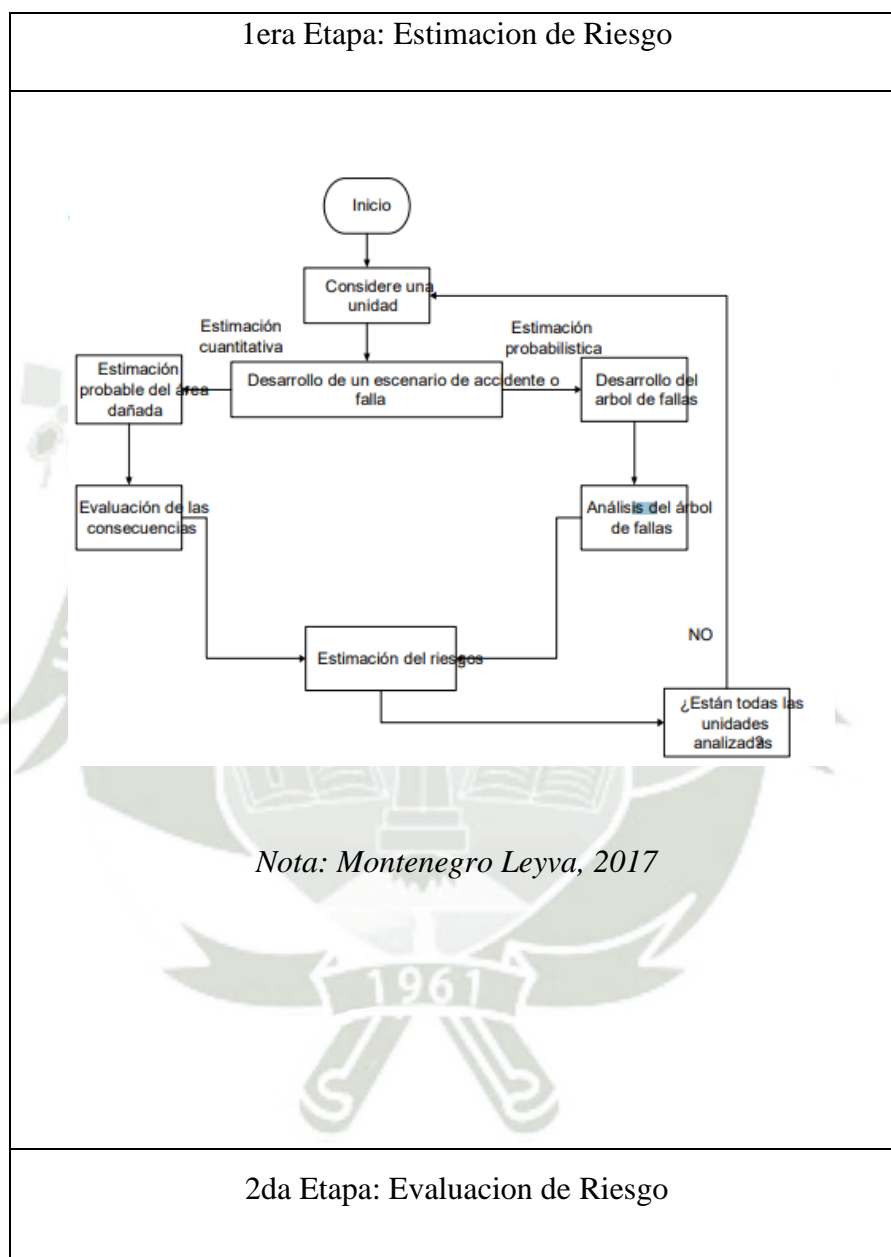 1era Etapa: Estimacion de Riesgo
Inicio
Considere una
unidad
Estimación
cuantitativa
Estimación
probabilistica
Estimación
probable del área
dañada
Desarrollo de un escenario de accidente o
falla
Desarrollo del
arbol de fallas
Evaluación de las
consecuencias
Análisis del árbol
de fallas
NO
Estimación del riesgos
¿Están todas las
unidades
analizadas?
Nota: Montenegro Leyva, 2017
1961
2da Etapa: Evaluacion de Riesgo